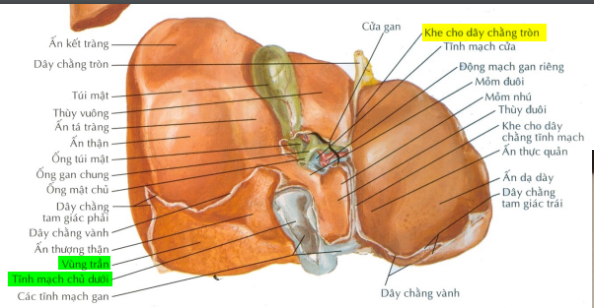 Ấn kết tràng
Dây chằng tròn
Túi mật
Thùy vuông
Ấn tá tràng
Ấn thận
Ống túi mật
Ống gan chung
Ống mật chủ
Dây chằng
tam giác phải
Dây chằng vành
Ấn thượng thận
Vùng trần
Tĩnh mạch chủ dưới
Các tĩnh mạch gan
Cửa gan
Khe cho dây chằng tròn
Tĩnh mạch cửa
Động mạch gan riêng
Mỏm đuôi
Mỏm nhú
Thùy đuôi
Khe cho dây
chằng tĩnh mạch
Ấn thực quản
Ấn dạ dày
Dây chằng
tam giác trái
Dây chằng vành